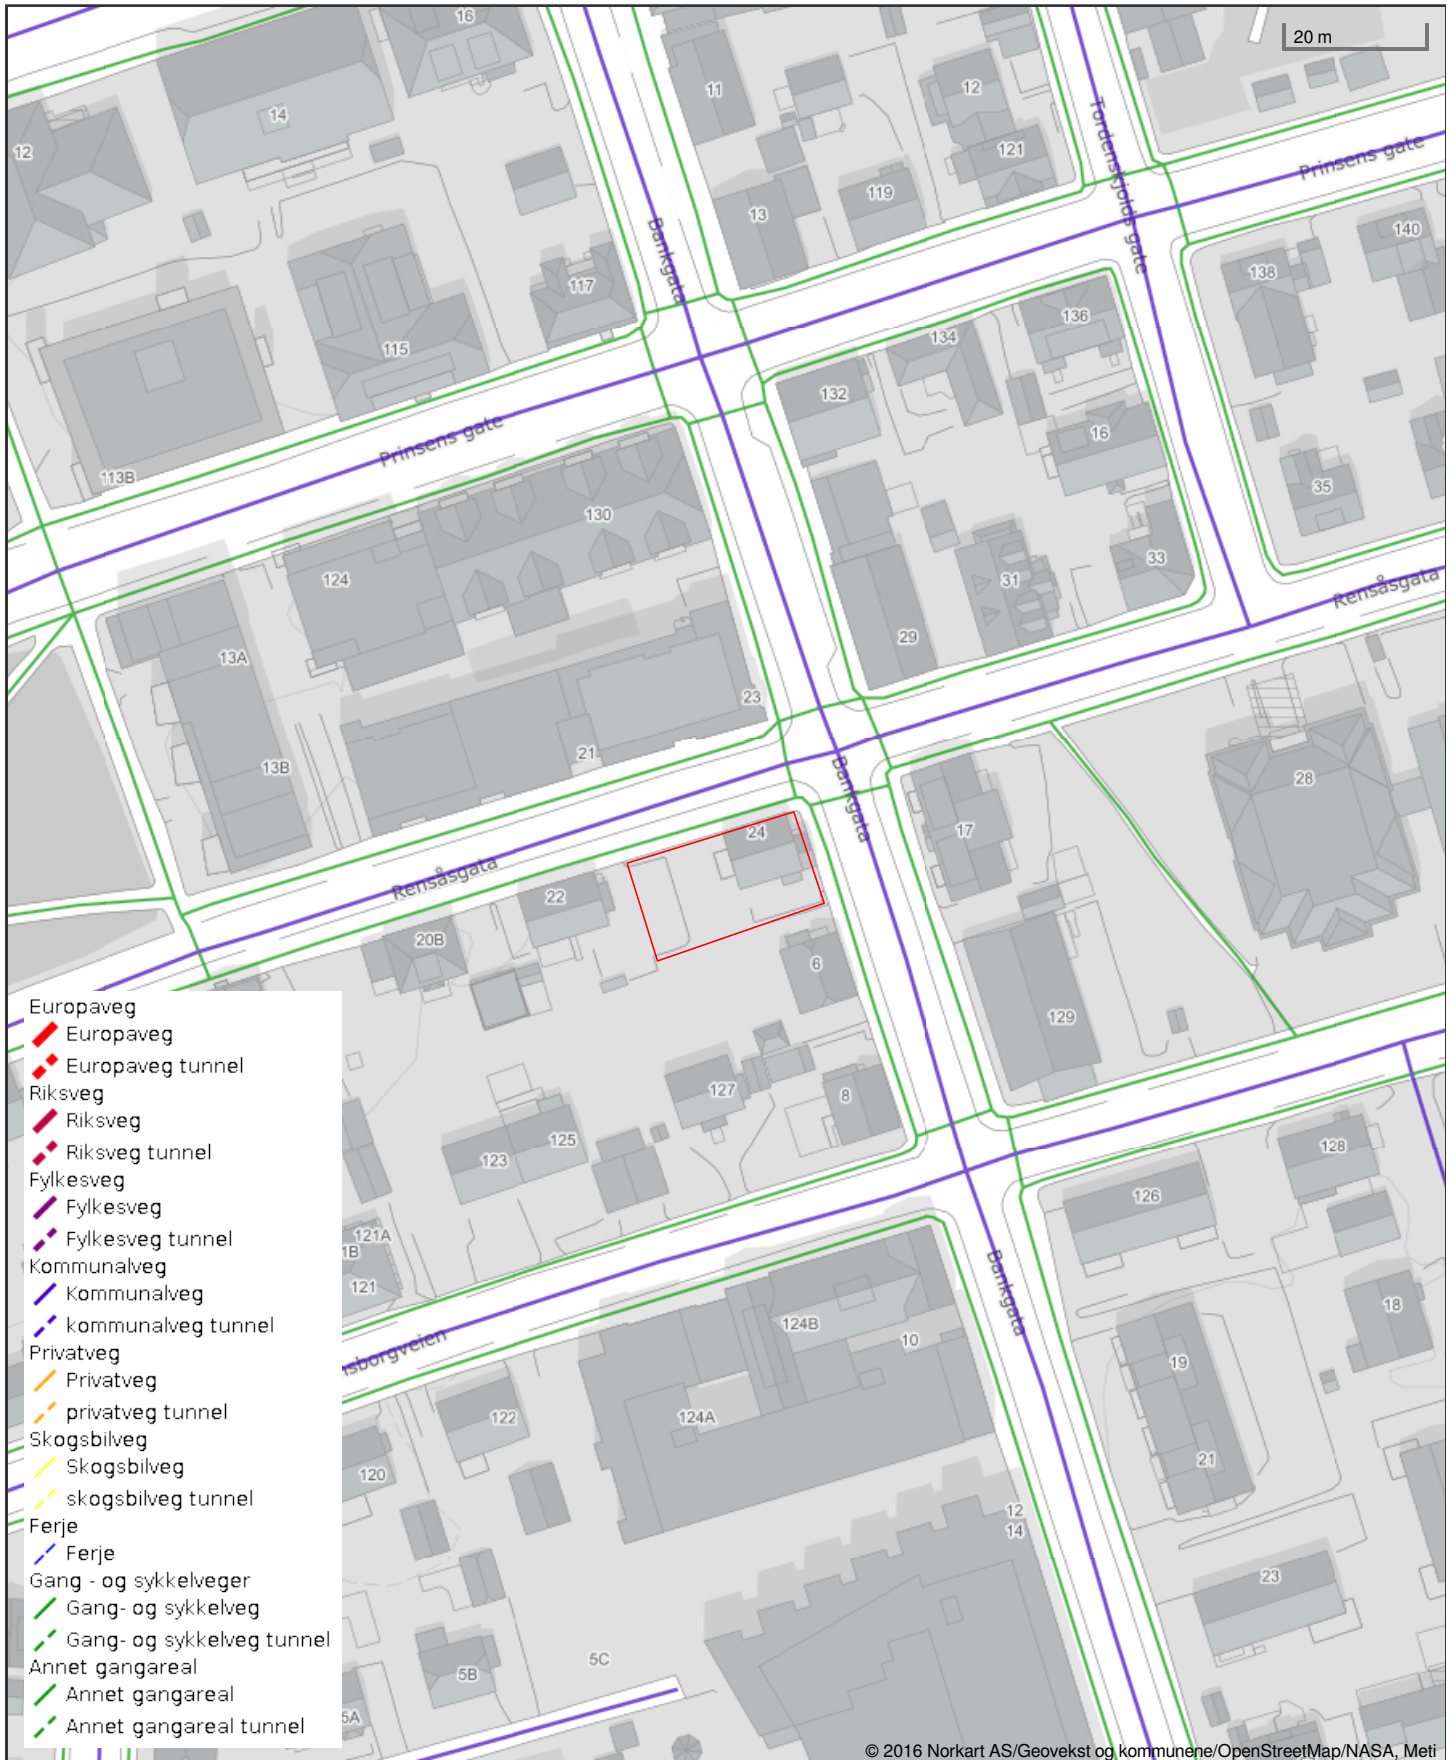 16
20 m
14
11
12
12
121
Tordenskjolds gate
Prinsens gate
119
13
140
Bankgata
138
117
136
115
134
132
Prinsens gate
16
113B
35
130
33
124
31
Rensåsgata
29
13A
23
21
13B
28
Bankgata
17
24
Rensåsgata
22
20B
6
129
127
8
125
123
128
126
121A
1B
121
Bankgata
18
124B
10
nsborgveien
19
122
124A
120
21
12
14
23
5C
5B
5A
Europaveg
Europaveg
Europaveg tunnel
Riksveg
Riksveg
Riksveg tunnel
Fylkesveg
Fylkesveg
Fylkesveg tunnel
Kommunalveg
Kommunalveg
kommunalveg tunnel
Privatveg
Privatveg
privatveg tunnel
Skogsbilveg
Skogsbilveg
skogsbilveg tunnel
Ferje
Ferje
Gang - og sykkelveger
Gang- og sykkelveg
Gang- og sykkelveg tunnel
Annet gangareal
Annet gangareal
Annet gangareal tunnel
© 2016 Norkart AS/Geovekst og kommunene/OpenStreetMap/NASA, Meti